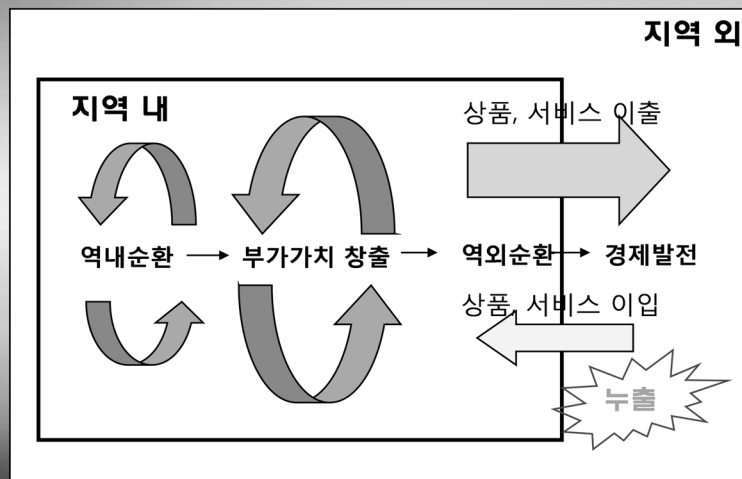 지역 외
지역 내
상품, 서비스 이출
역내순환 부가가치 창출 역외순환 경제발전
상품, 서비스 이입
누출